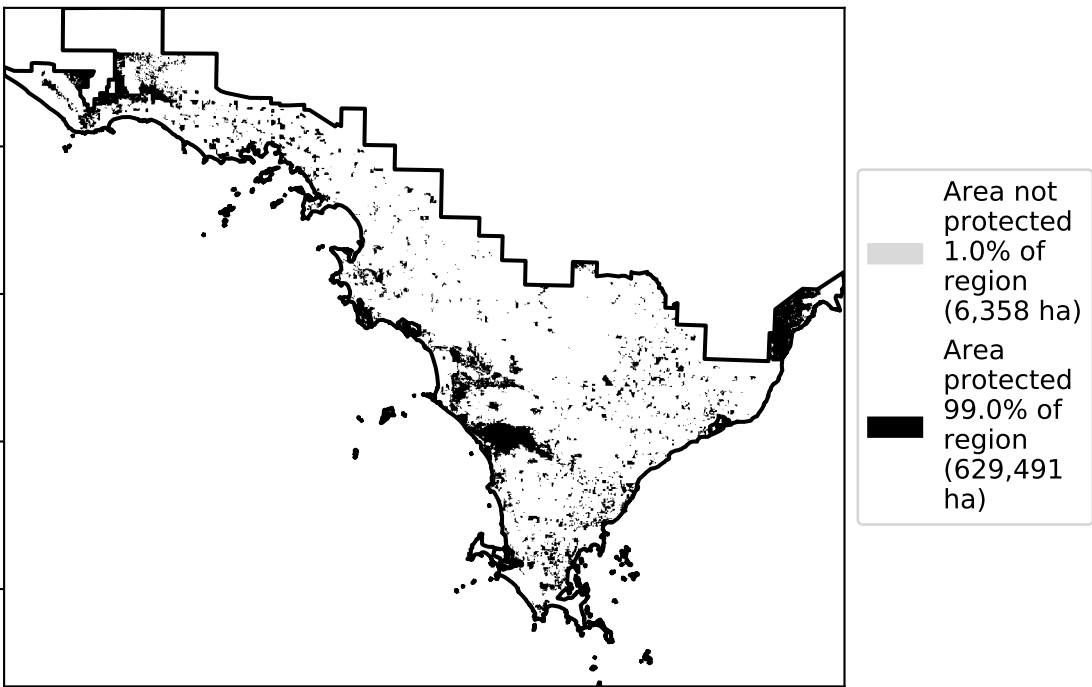 Area not
protected
1.0% of
region
(6,358 ha)
Area
protected
99.0% of
region
(629,491
ha)